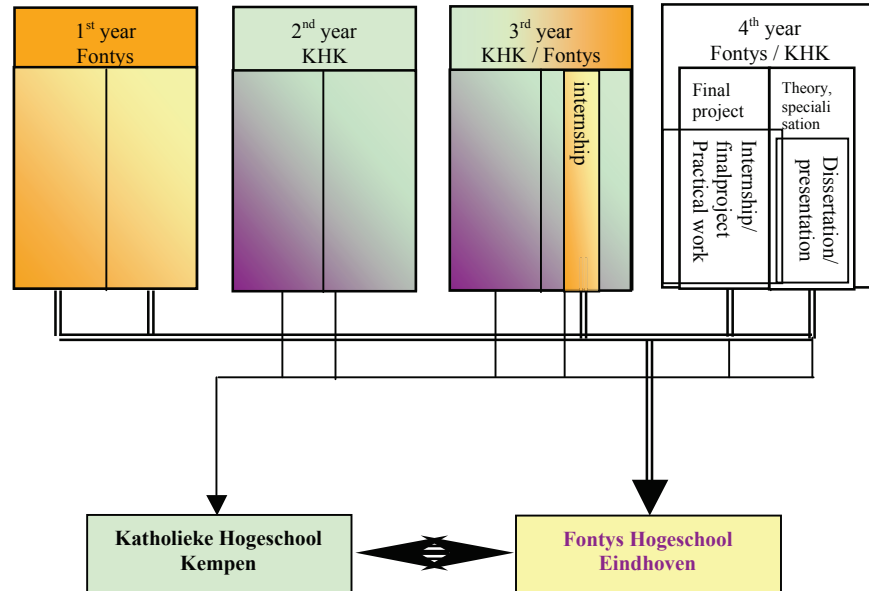 1st year
Fontys
2nd year
KHK
3rd year
KHK / Fontys
internship
4th year
Fontys / KHK
Final
project
Theory,
speciali
sation
Internship/
finalproject
Practical work
Dissertation/
presentation
Katholieke Hogeschool
Kempen
Fontys Hogeschool
Eindhoven